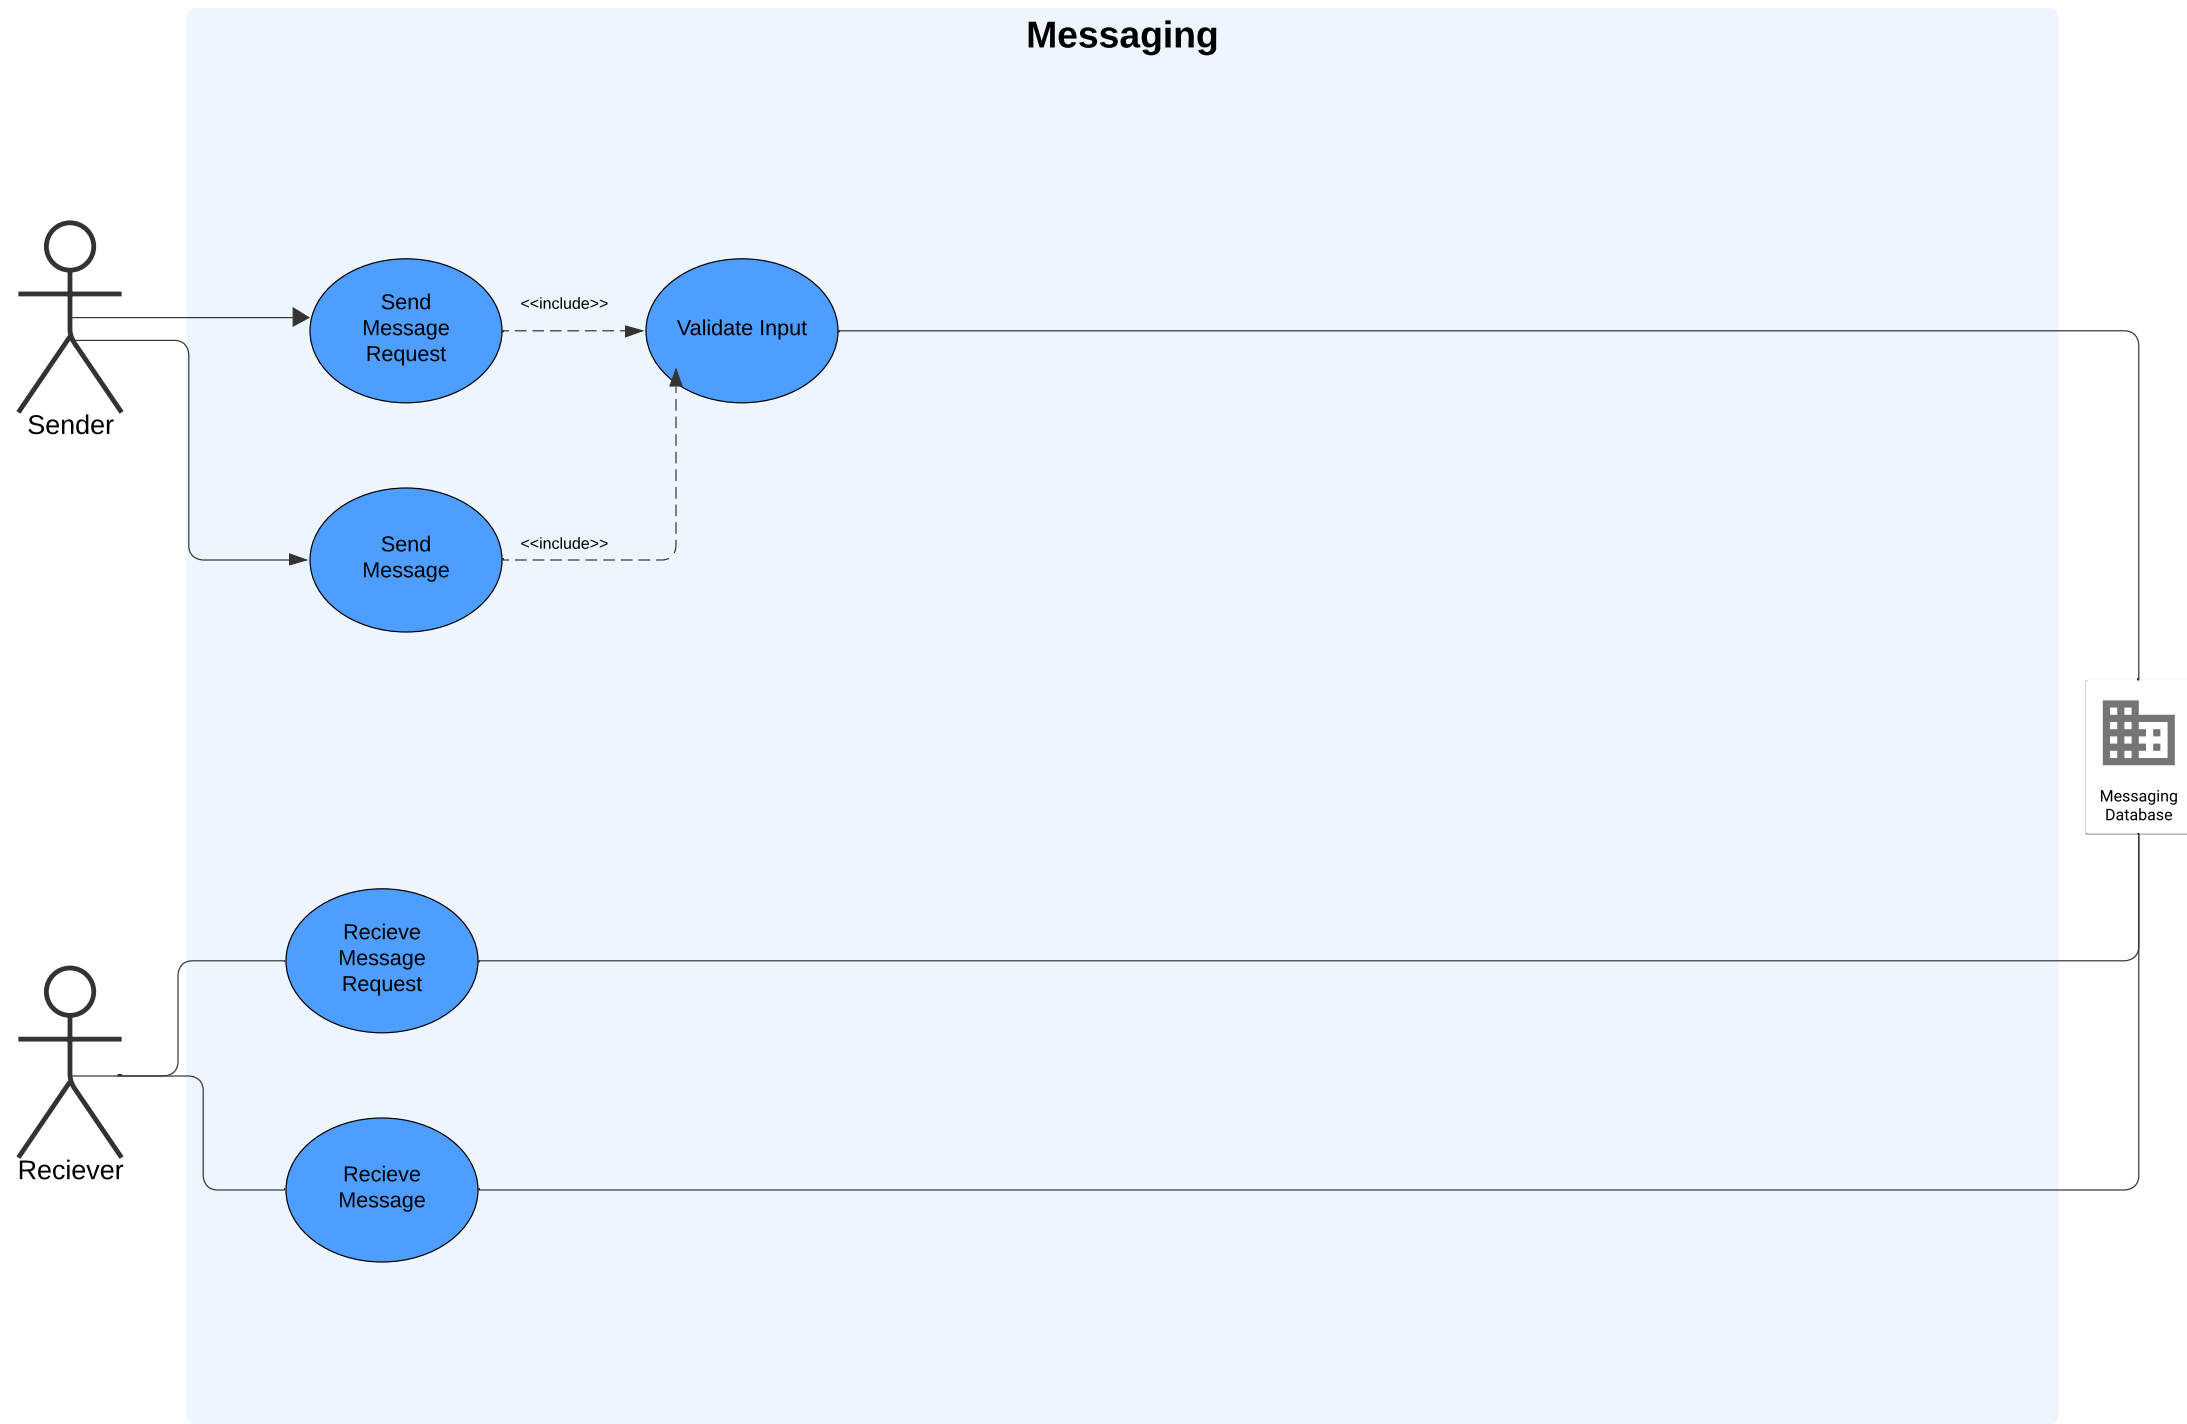 Messaging
Send
Message
Request
<<include>>
Validate Input
Sender
Send
Message
<<include>>
Messaging
Database
Recieve
Message
Request
Reciever
Recieve
Message